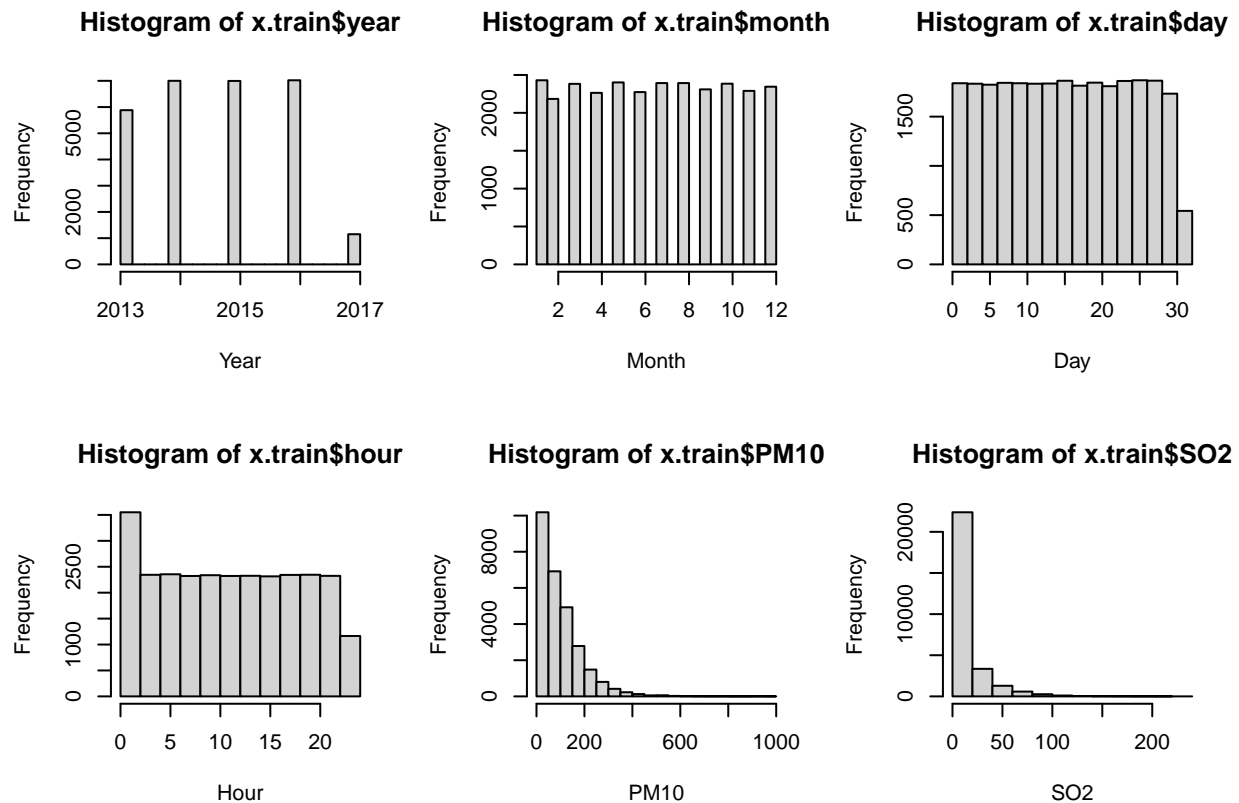 Histogram of x.train$year
Frequency
0
2000
5000
2013
2015
2017
Year
Histogram of x.train$month
Frequency
0
1000
2000
2
4
6
8
10
12
Month
Histogram of x.train$day
Frequency
0
500
1500
0
5
10
20
30
Day
Histogram of x.train$hour
Frequency
0
1000
2500
0
5
10
15
20
Hour
Histogram of x.train$PM10
Frequency
0
4000
8000
0
200
600
1000
PM10
Histogram of x.train$SO2
Frequency
0
10000
20000
0
50
100
200
SO2